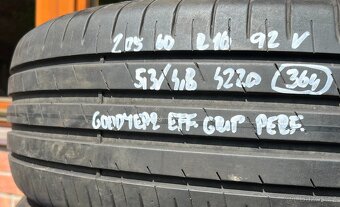 205 60 R16 92 V
5,3/4,8 4220 364
GOODYEAR EFF. GRIP PERF.